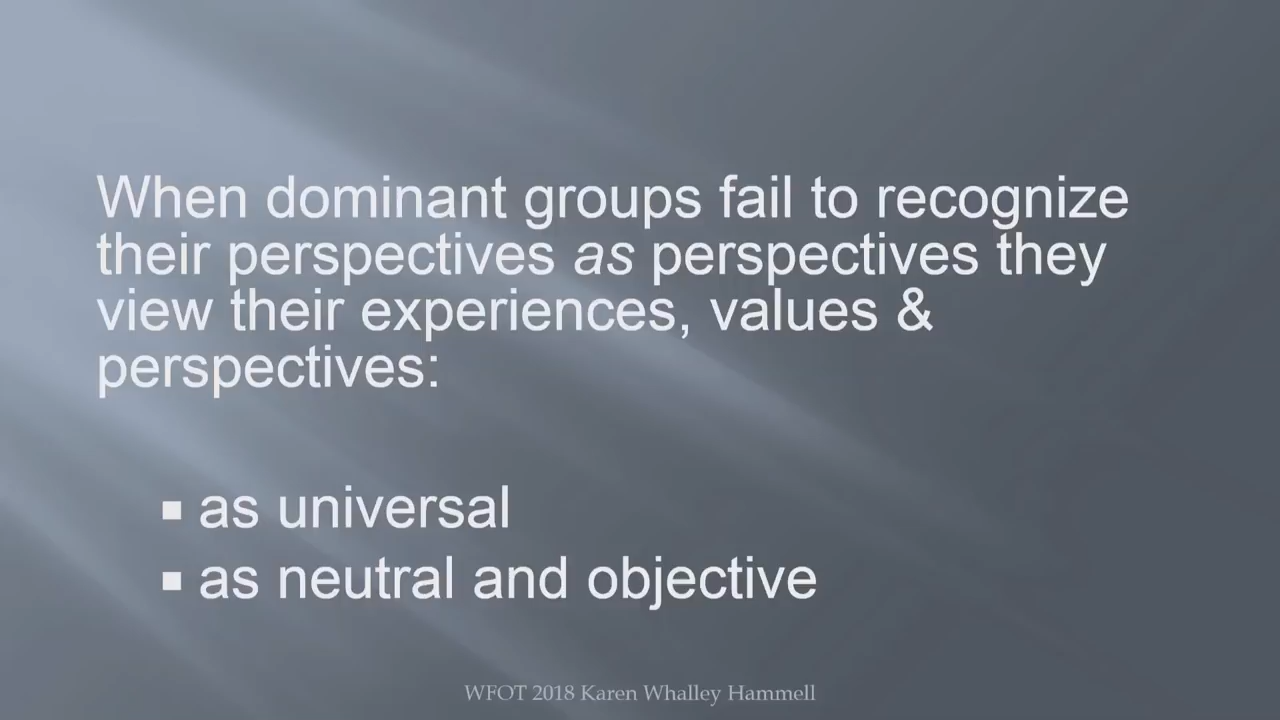 When dominant groups fail to recognize
their perspectives as perspectives they
view their experiences, values &
perspectives:
▪ as universal
▪ as neutral and objective
WFOT 2018 Karen Whalley Hammell